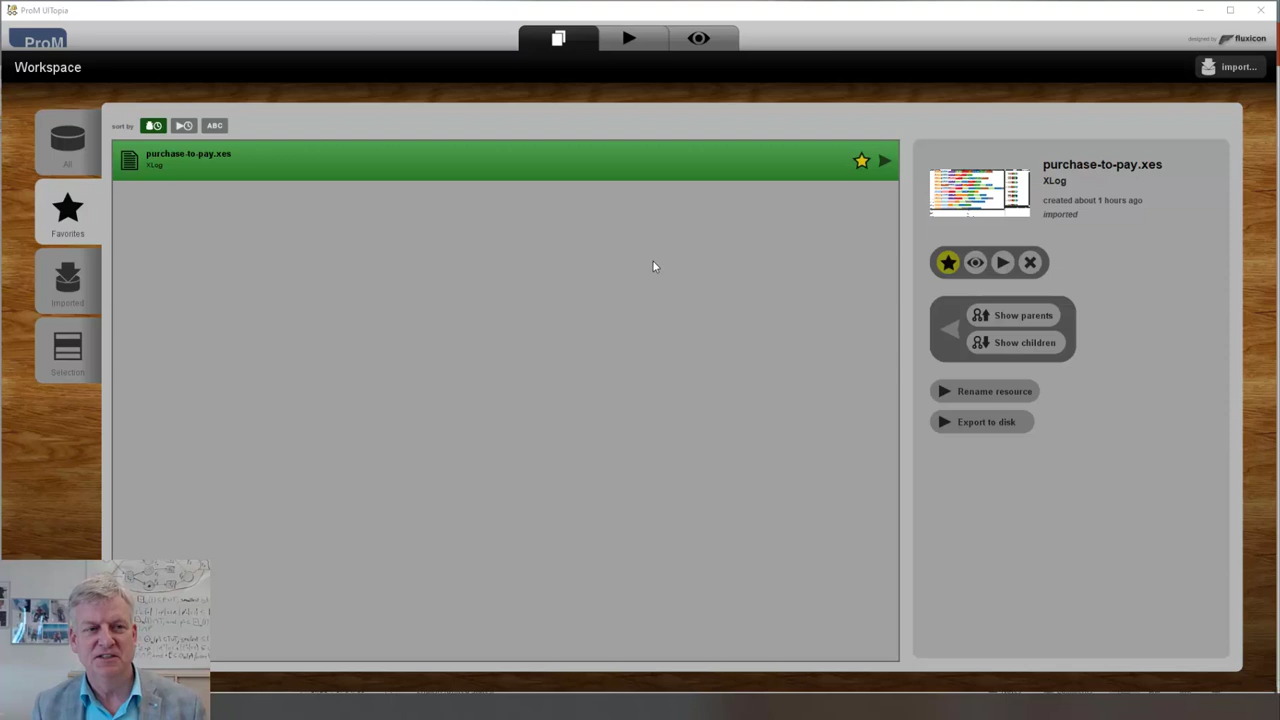 ProM UITopia
ProM
designed by fluxicon
Workspace
import...
sort by
ABC
All
Favorites
Imported
Selection
purchase-to-pay.xes
XLog
purchase-to-pay.xes
XLog
created about 1 hours ago
imported
Show parents
Show children
Rename resource
Export to disk